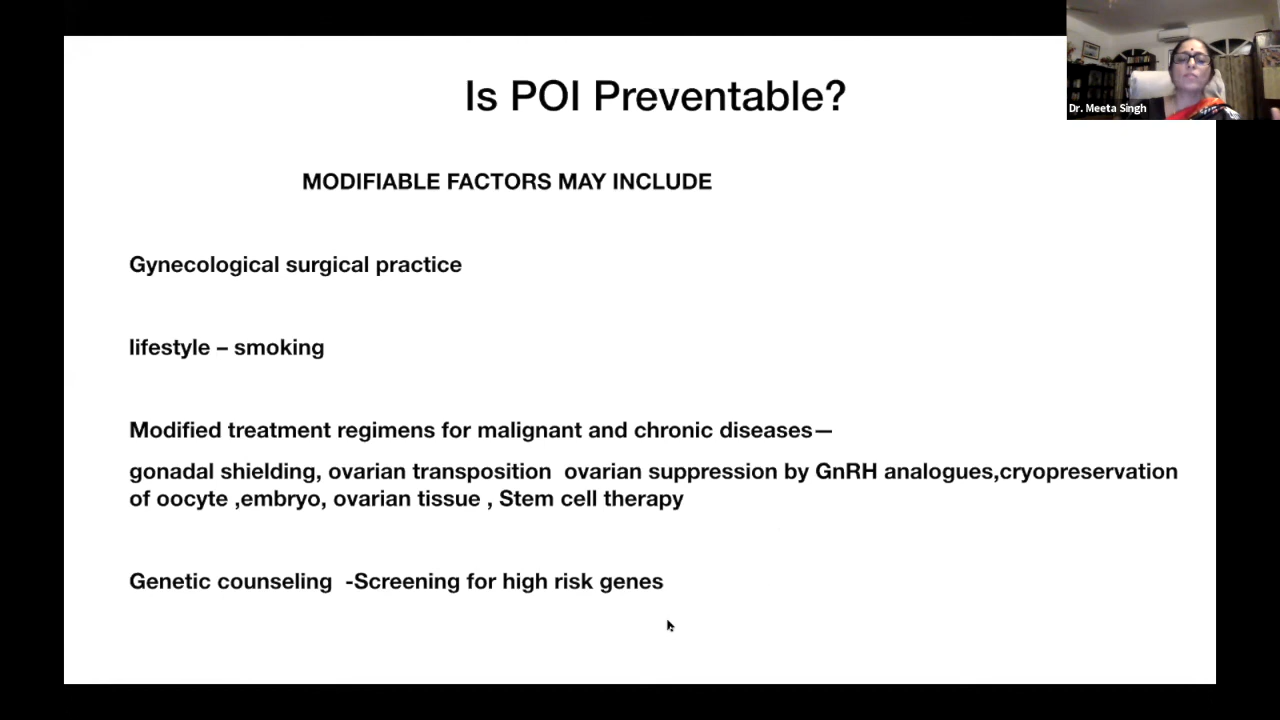 Is POI Preventable?
Dr. Meeta Singh
MODIFIABLE FACTORS MAY INCLUDE
Gynecological surgical practice
lifestyle – smoking
Modified treatment regimens for malignant and chronic diseases—
gonadal shielding, ovarian transposition  ovarian suppression by GnRH analogues,cryopreservation
of oocyte ,embryo, ovarian tissue , Stem cell therapy
Genetic counseling  -Screening for high risk genes